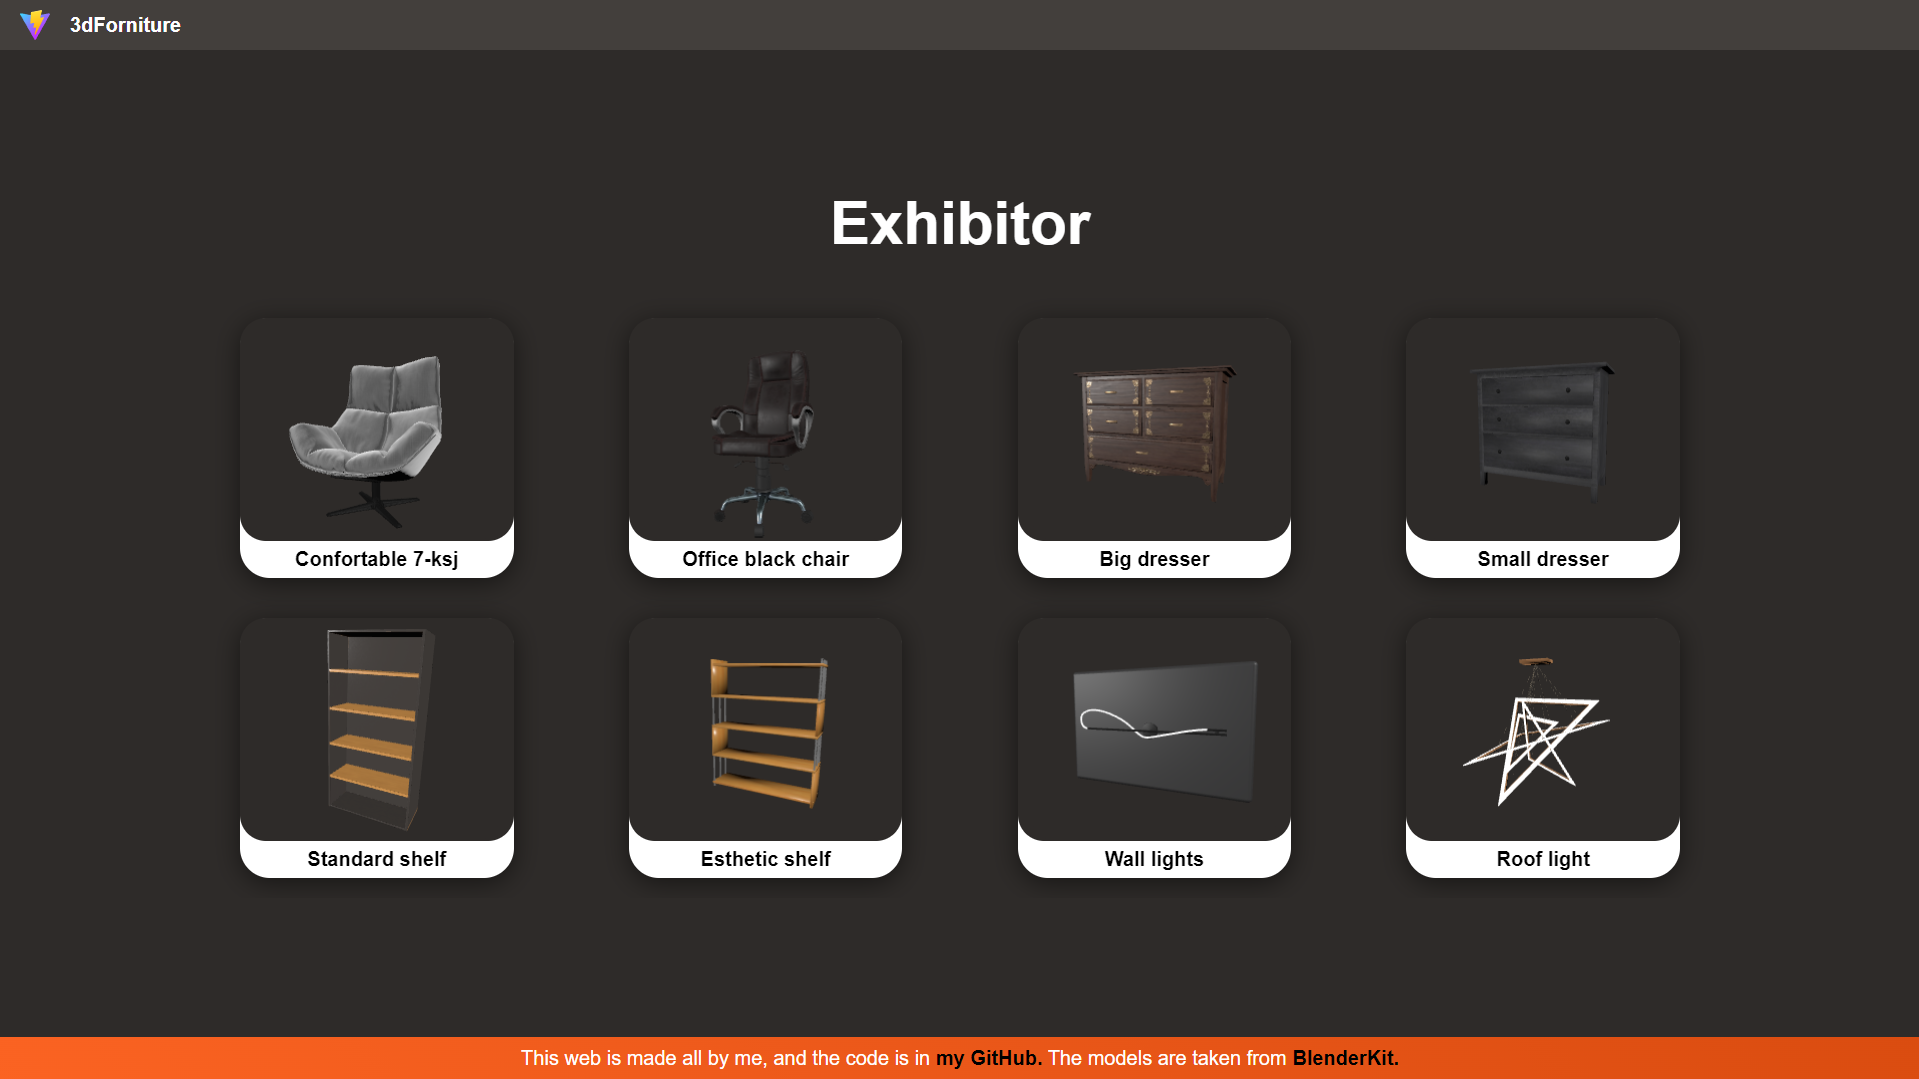 3dForniture
Exhibitor
Confortable 7-ksj
Office black chair
Big dresser
Small dresser
Standard shelf
Esthetic shelf
Wall lights
Roof light
This web is made all by me, and the code is in my GitHub. The models are taken from BlenderKit.